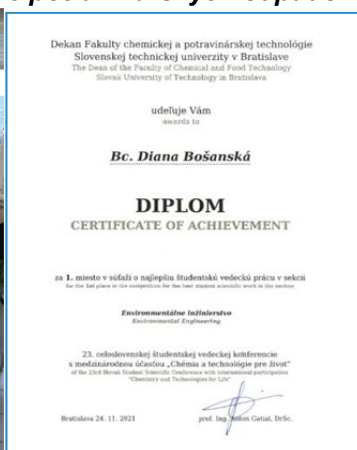 Dekan Fakulty chemickej a potravinárskej technológie
Slovenskej technickej univerzity v Bratislave
The Dean of the Faculty of Chemical and Food Technology
Slovak University of Technology in Bratislava
udeľuje Vám
awards to
Bc. Diana Bošanská
DIPLOM
CERTIFICATE OF ACHIEVEMENT
za 1. miesto v súťaži o najlepšiu študentskú vedeckú prácu v sekcii
for the 1st place in the competition for the best student scientific work in the section
Environmentálne inžinierstvo
Environmental Engineering
23. celoslovenskej študentskej vedeckej konferencie
s medzinárodnou účasťou „Chémia a technológie pre život"
of the 23rd Slovak Student Scientific Conference with international participation
"Chemistry and Technologies for Life"
Bratislava 24. 11. 2021
prof. Ing. Anton Gatial, DrSc.